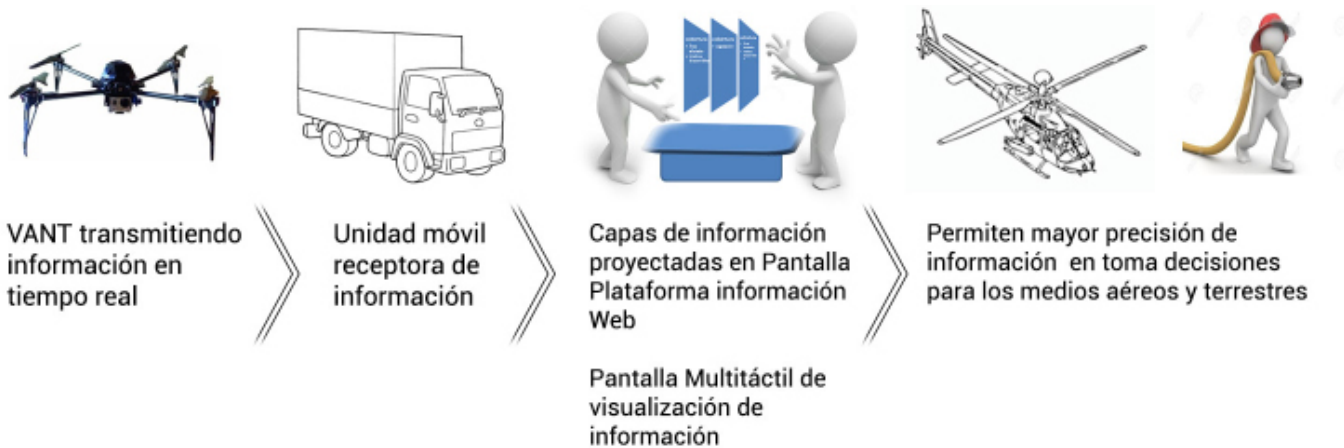 VANT transmitiendo
información en
tiempo real
Unidad móvil
receptora de
información
Capas de información
proyectadas en Pantalla
Plataforma información
Web
Pantalla Multitáctil de
visualización de
información
Permiten mayor precisión de
información  en toma decisiones
para los medios aéreos y terrestres